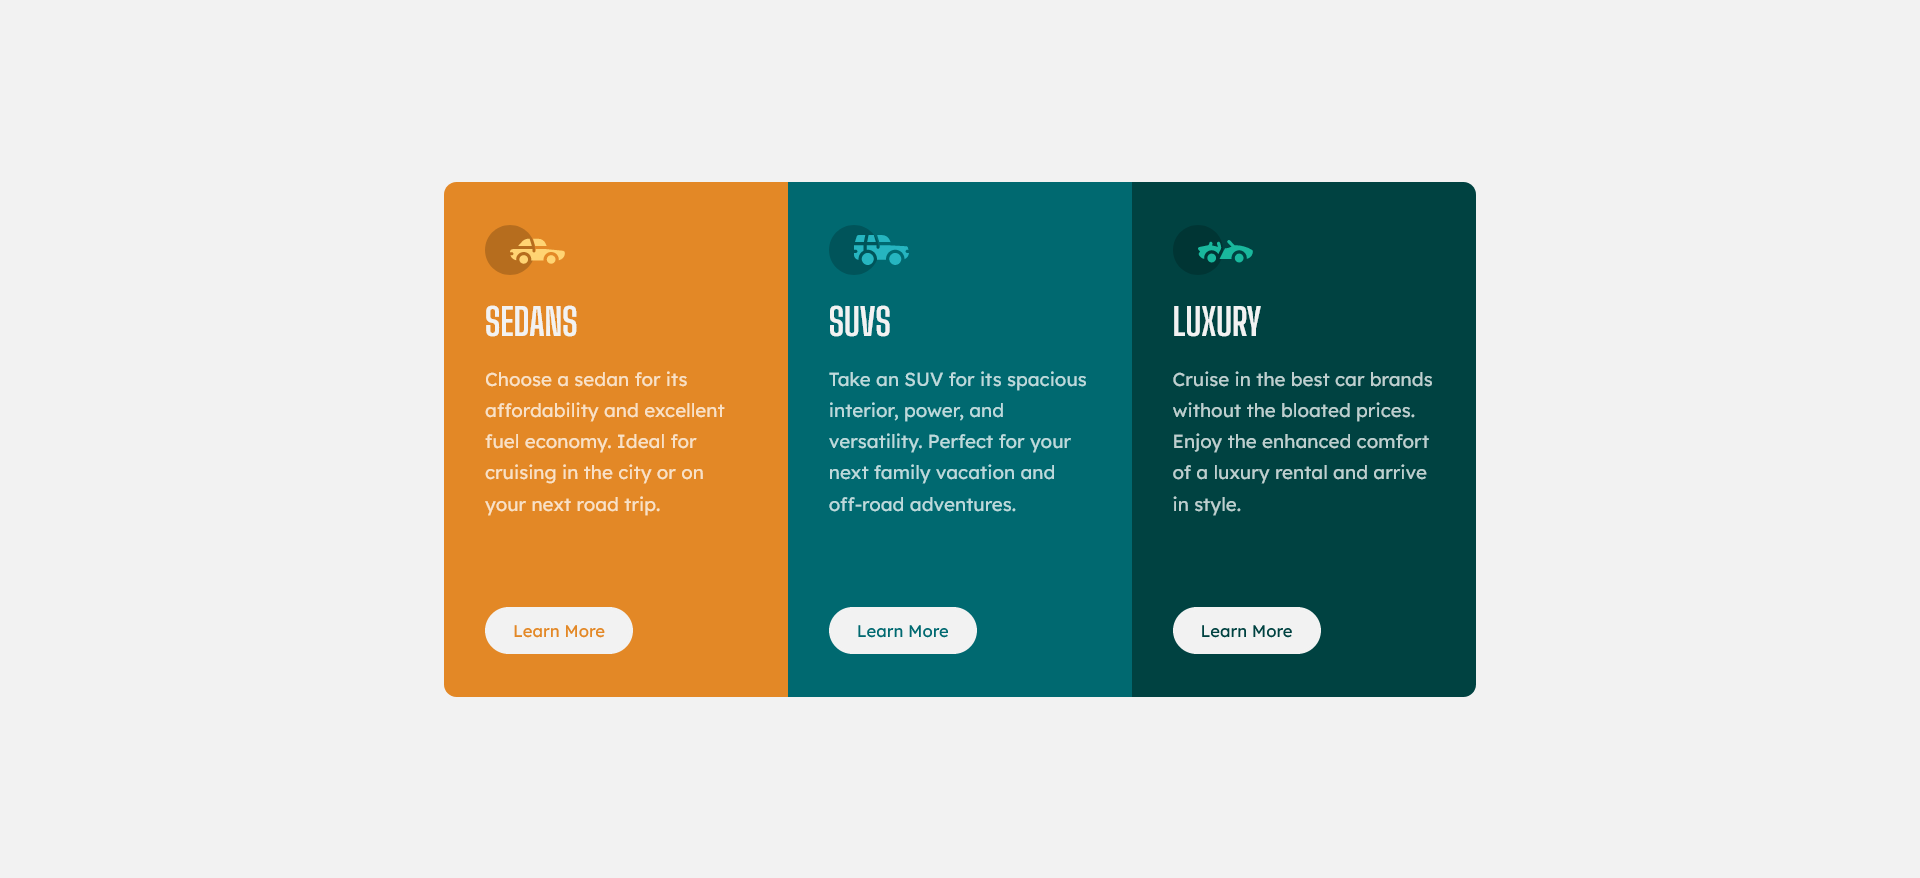 SEDANS
Choose a sedan for its
affordability and excellent
fuel economy. Ideal for
cruising in the city or on
your next road trip.
Learn More
SUVS
Take an SUV for its spacious
interior, power, and
versatility. Perfect for your
next family vacation and
off-road adventures.
Learn More
LUXURY
Cruise in the best car brands
without the bloated prices.
Enjoy the enhanced comfort
of a luxury rental and arrive
in style.
Learn More